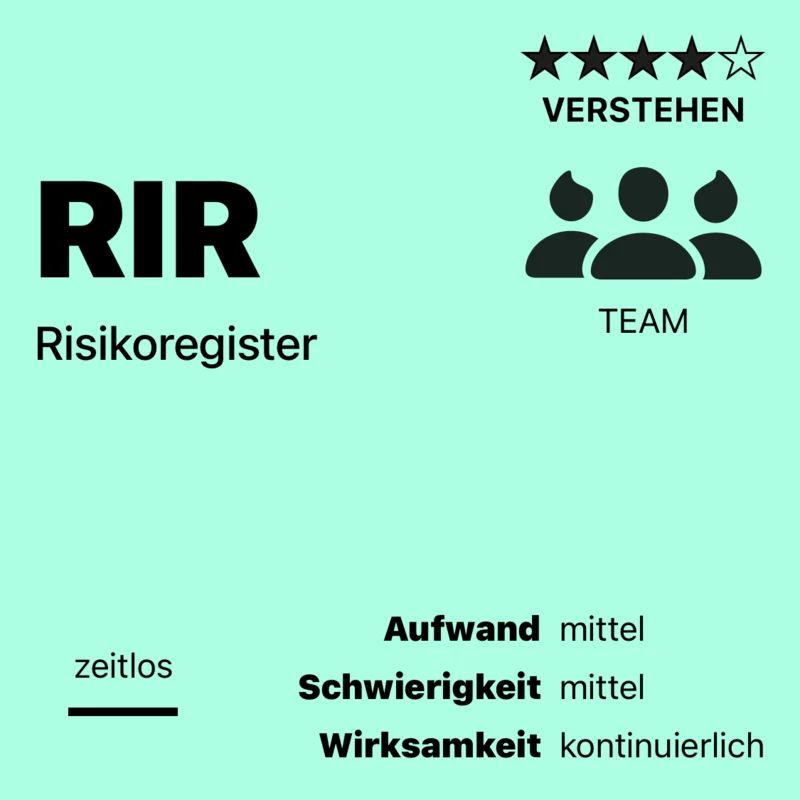 ★★★★☆
VERSTEHEN
RIR
Risikoregister
TEAM
Aufwand mittel
zeitlos
Schwierigkeit mittel
Wirksamkeit kontinuierlich